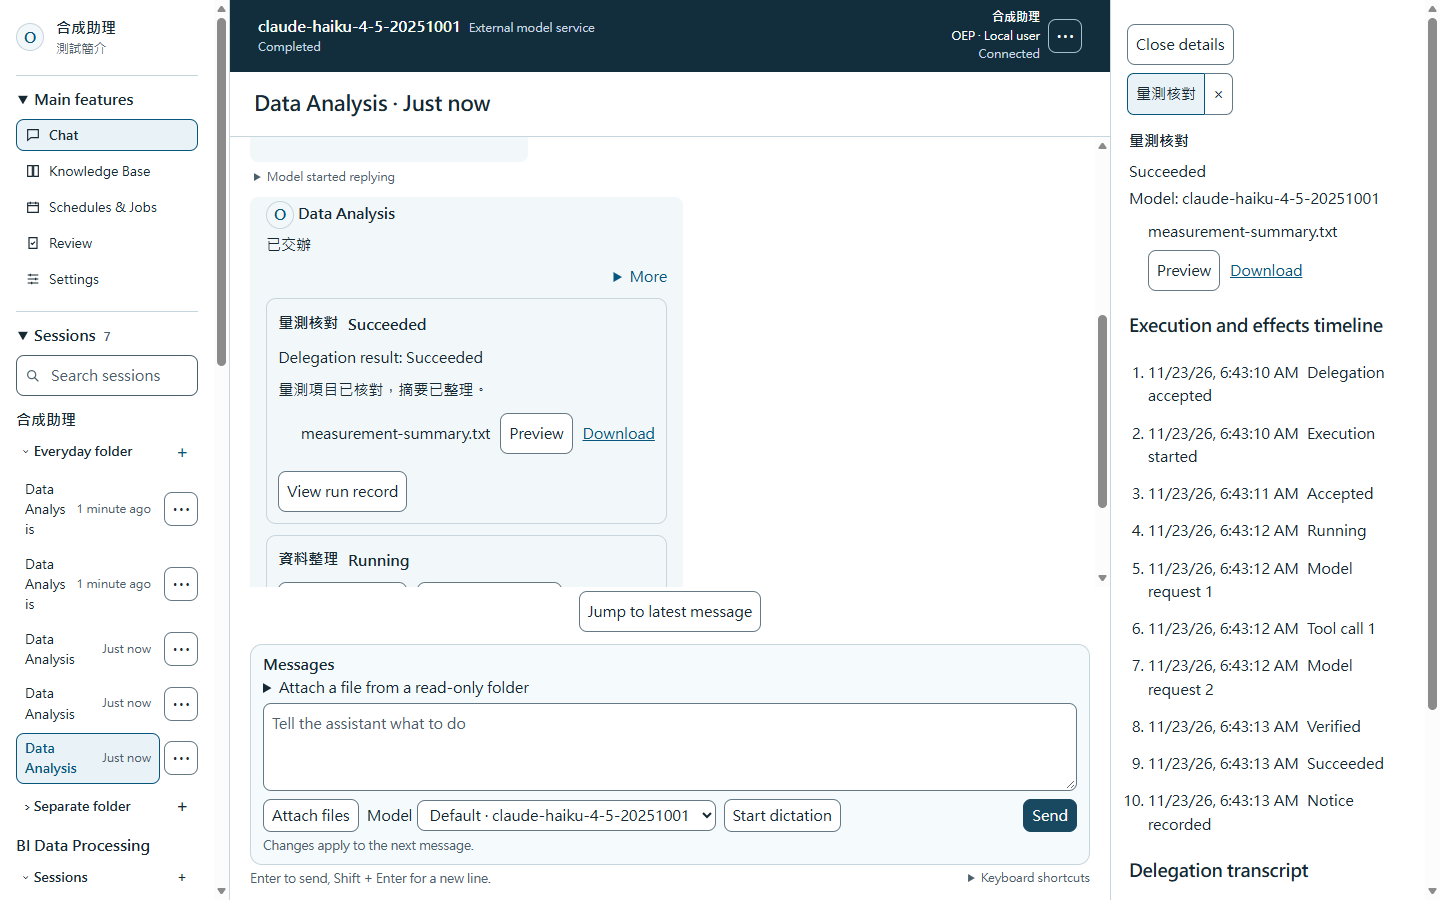 O
合成助理
測試簡介
▼ Main features
Chat
Knowledge Base
Schedules & Jobs
Review
Settings
▼ Sessions 7
Search sessions
合成助理
Everyday folder +
Data Analysis 1 minute ago ...
Data Analysis 1 minute ago ...
Data Analysis Just now ...
Data Analysis Just now ...
Data Analysis Just now ...
Separate folder +
BI Data Processing
Sessions +
claude-haiku-4-5-20251001 External model service
Completed
合成助理
OEP · Local user
Connected
...
Data Analysis · Just now
▶ Model started replying
O Data Analysis
已交辦
▶ More
量測核對 Succeeded
Delegation result: Succeeded
量測項目已核對，摘要已整理。
measurement-summary.txt Preview Download
View run record
資料整理 Running
Jump to latest message
Messages
▶ Attach a file from a read-only folder
Tell the assistant what to do
Attach files Model Default · claude-haiku-4-5-20251001 Start dictation Send
Changes apply to the next message.
Enter to send, Shift + Enter for a new line.
▶ Keyboard shortcuts
Close details
量測核對 ×
量測核對
Succeeded
Model: claude-haiku-4-5-20251001
measurement-summary.txt
Preview Download
Execution and effects timeline
1. 11/23/26, 6:43:10 AM Delegation
accepted
2. 11/23/26, 6:43:10 AM Execution
started
3. 11/23/26, 6:43:11 AM Accepted
4. 11/23/26, 6:43:12 AM Running
5. 11/23/26, 6:43:12 AM Model
request 1
6. 11/23/26, 6:43:12 AM Tool call 1
7. 11/23/26, 6:43:12 AM Model
request 2
8. 11/23/26, 6:43:13 AM Verified
9. 11/23/26, 6:43:13 AM Succeeded
10. 11/23/26, 6:43:13 AM Notice
recorded
Delegation transcript